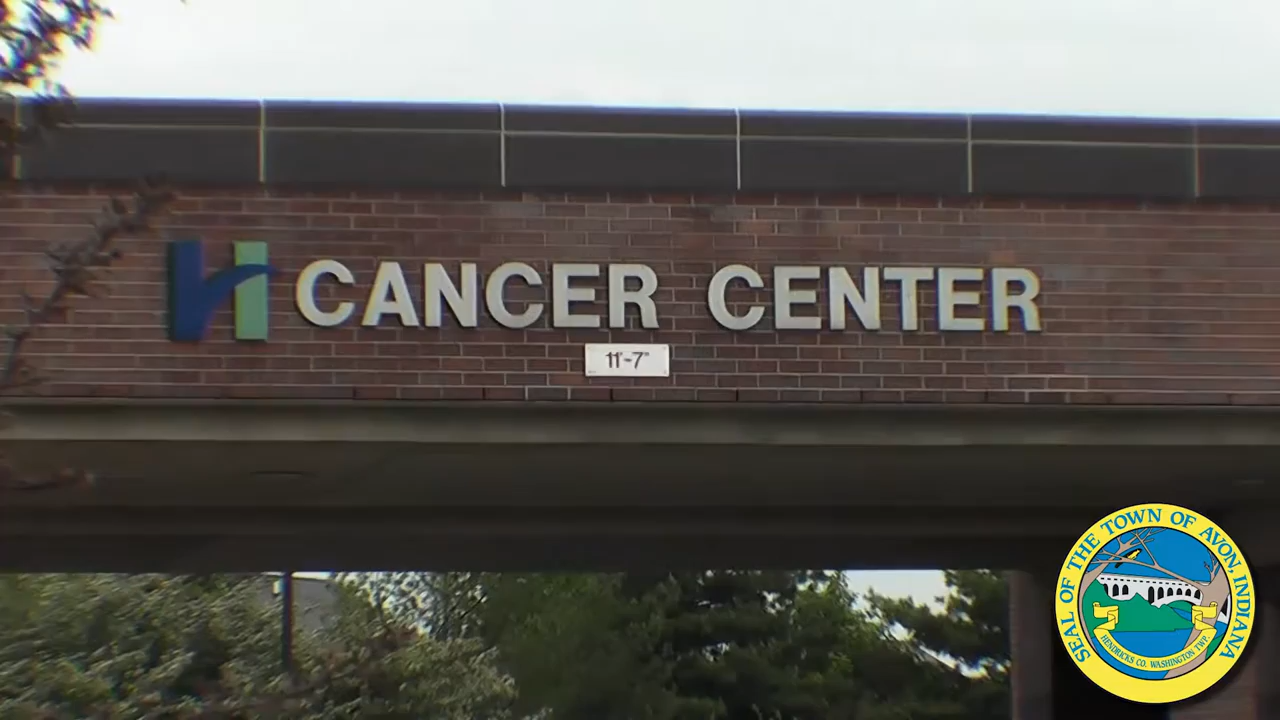 H CANCER CENTER
11'-7"
SEAL OF THE TOWN OF AVON, INDIANA
HENDRICKS CO. WASHINGTON TWP.